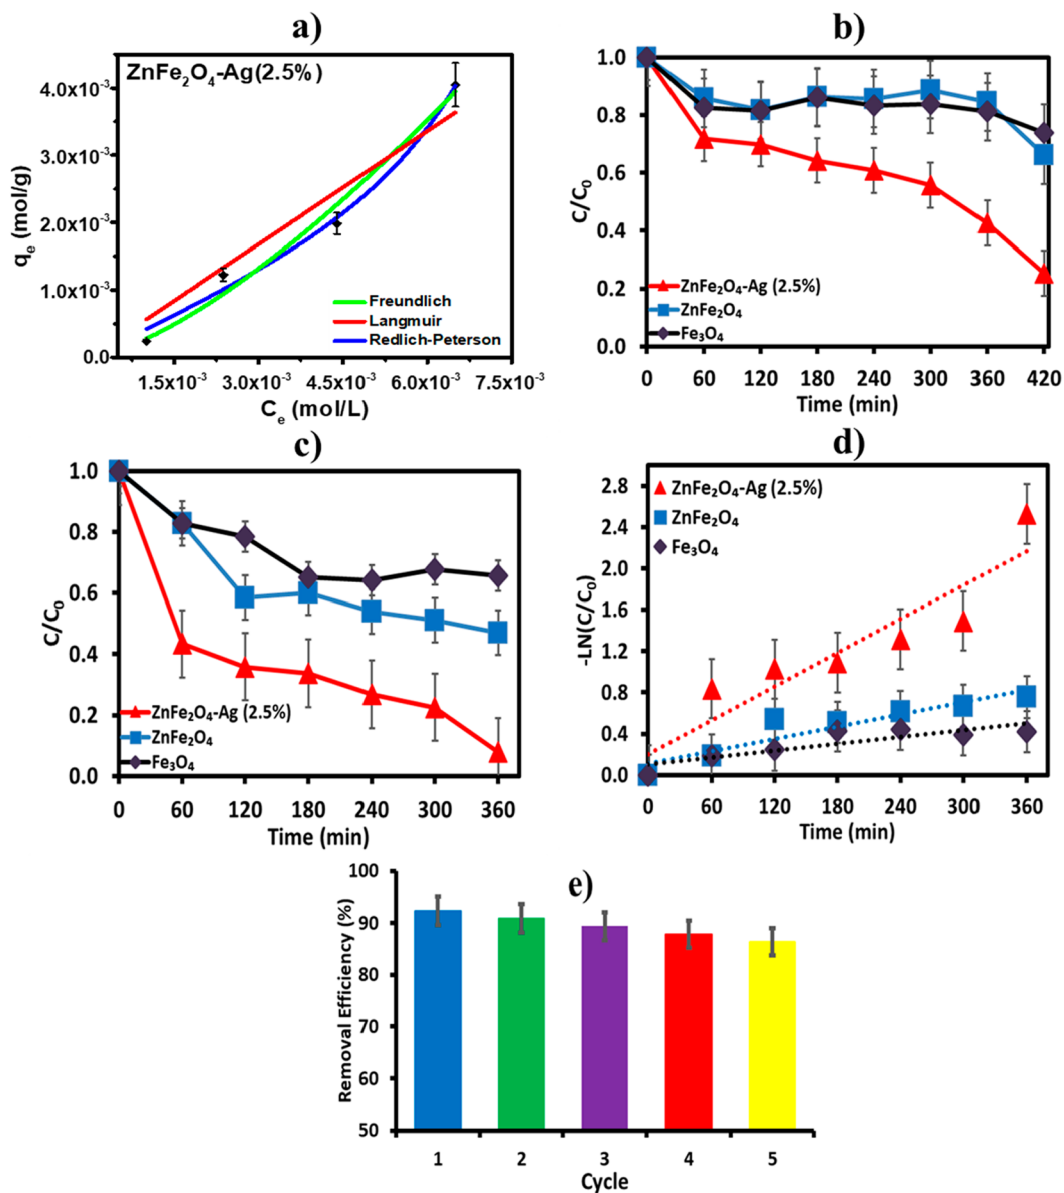 a)
ZnFe₂O₄-Ag(2.5%)
qₑ (mol/g)
4.0x10⁻³
3.0x10⁻³
2.0x10⁻³
1.0x10⁻³
0.0
Freundlich
Langmuir
Redlich-Peterson
1.5x10⁻³ 3.0x10⁻³ 4.5x10⁻³ 6.0x10⁻³ 7.5x10⁻³
Cₑ (mol/L)
b)
C/C₀
1.0
0.8
0.6
0.4
0.2
0.0
ZnFe₂O₄-Ag (2.5%)
ZnFe₂O₄
Fe₃O₄
0 60 120 180 240 300 360 420
Time (min)
c)
C/C₀
1.0
0.8
0.6
0.4
0.2
0.0
ZnFe₂O₄-Ag (2.5%)
ZnFe₂O₄
Fe₃O₄
0 60 120 180 240 300 360
Time (min)
d)
-LN(C/C₀)
2.8
2.4
2.0
1.6
1.2
0.8
0.4
0.0
ZnFe₂O₄-Ag (2.5%)
ZnFe₂O₄
Fe₃O₄
0 60 120 180 240 300 360
Time (min)
e)
Removal Efficiency (%)
100
90
80
70
60
50
1 2 3 4 5
Cycle